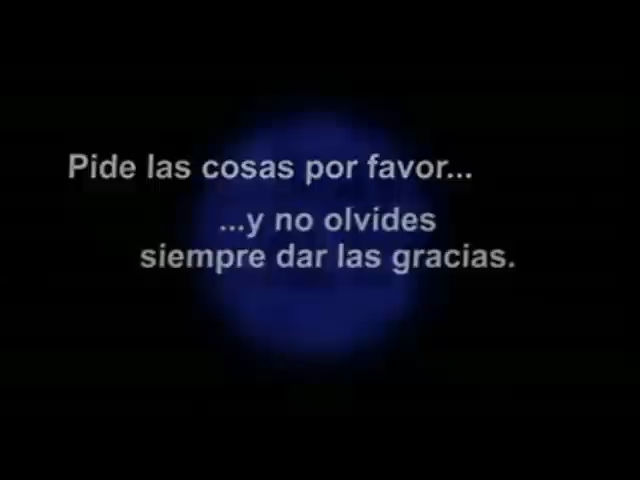 Pide las cosas por favor...
...y no olvides
siempre dar las gracias.